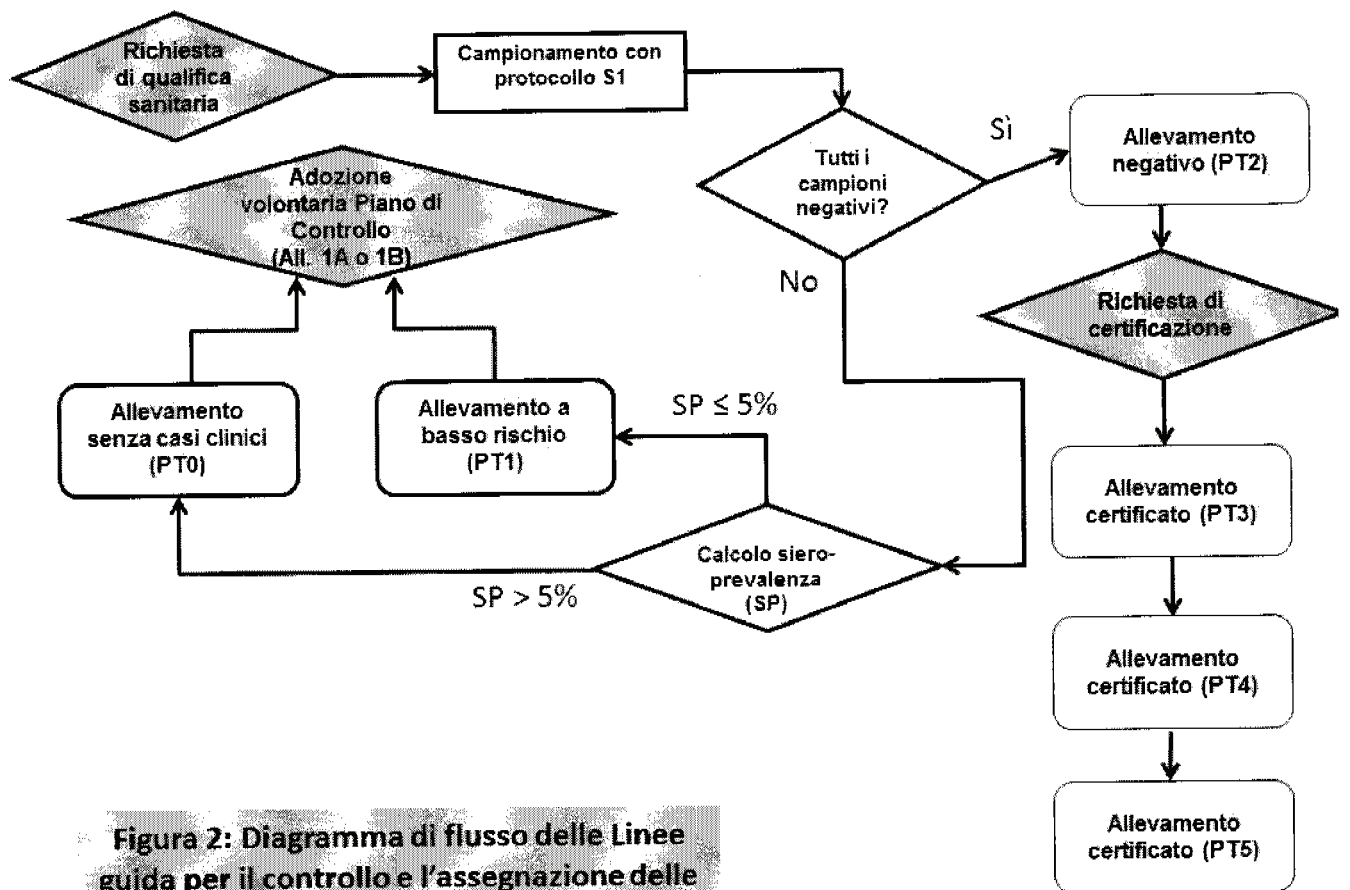 Richiesta
di qualifica
sanitaria
Campionamento con
protocollo S1
Tutti i
campioni
negativi?
Sì
No
Allevamento
negativo (PT2)
Richiesta di
certificazione
Allevamento
certificato (PT3)
Allevamento
certificato (PT4)
Allevamento
certificato (PT5)
Adozione
volontaria Piano di
Controllo
(All. 1A o 1B)
Allevamento
senza casi clinici
(PT0)
Allevamento a
basso rischio
(PT1)
SP ≤ 5%
Calcolo siero-
prevalenza
(SP)
SP > 5%
Figura 2: Diagramma di flusso delle Linee
guida per il controllo e l'assegnazione delle